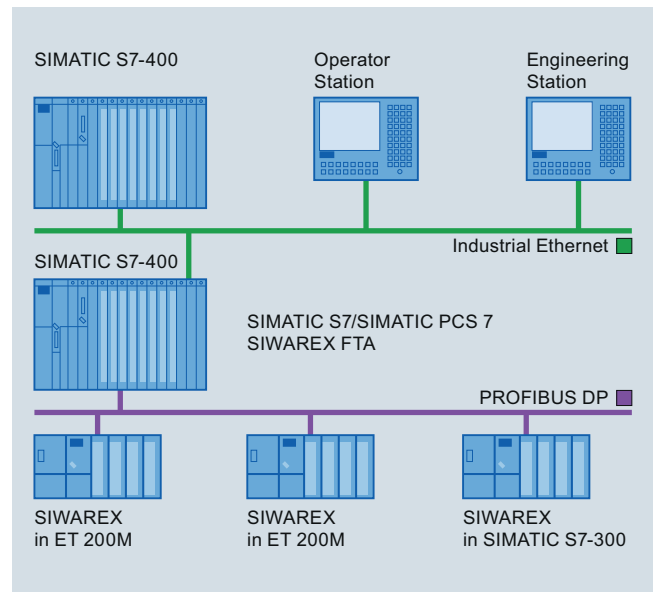 SIMATIC S7-400
Operator
Station
Engineering
Station
Industrial Ethernet
SIMATIC S7-400
SIMATIC S7/SIMATIC PCS 7
SIWAREX FTA
PROFIBUS DP
SIWAREX
in ET 200M
SIWAREX
in ET 200M
SIWAREX
in SIMATIC S7-300